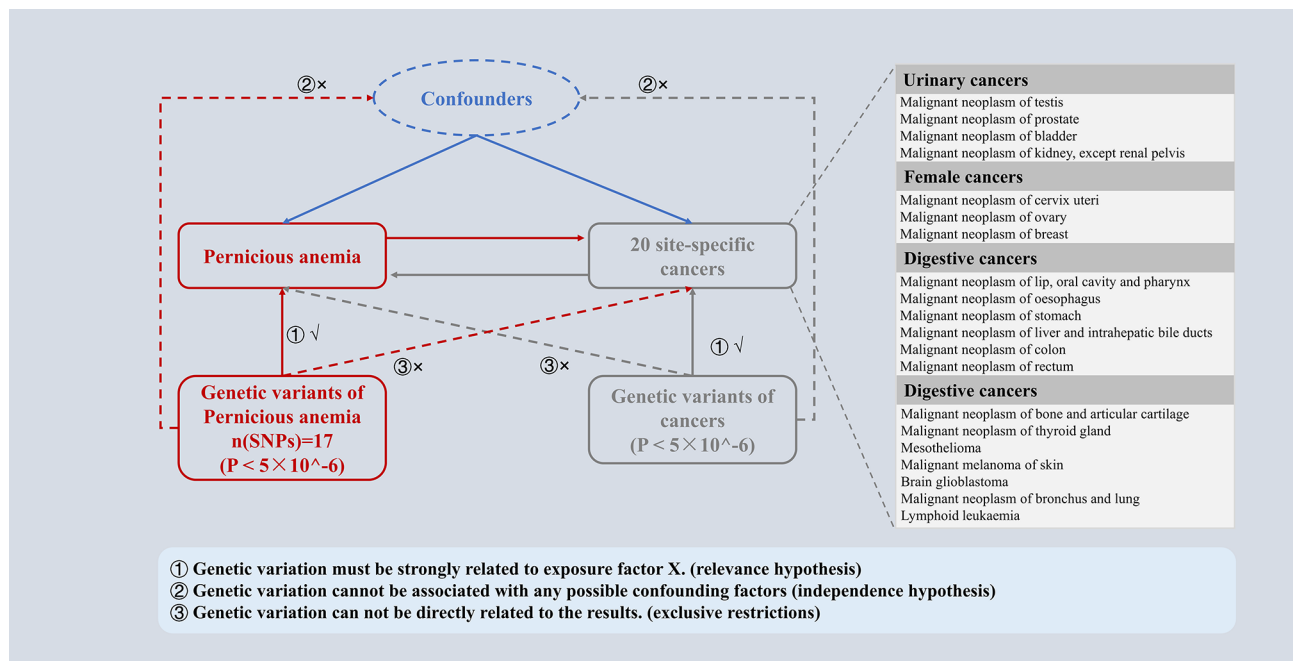 ②×
②×
Confounders
Pernicious anemia
20 site-specific
cancers
① √
① √
③×
③×
Genetic variants of
Pernicious anemia
n(SNPs)=17
(P < 5×10^-6)
Genetic variants of
cancers
(P < 5×10^-6)
Urinary cancers
Malignant neoplasm of testis
Malignant neoplasm of prostate
Malignant neoplasm of bladder
Malignant neoplasm of kidney, except renal pelvis
Female cancers
Malignant neoplasm of cervix uteri
Malignant neoplasm of ovary
Malignant neoplasm of breast
Digestive cancers
Malignant neoplasm of lip, oral cavity and pharynx
Malignant neoplasm of oesophagus
Malignant neoplasm of stomach
Malignant neoplasm of liver and intrahepatic bile ducts
Malignant neoplasm of colon
Malignant neoplasm of rectum
Digestive cancers
Malignant neoplasm of bone and articular cartilage
Malignant neoplasm of thyroid gland
Mesothelioma
Malignant melanoma of skin
Brain glioblastoma
Malignant neoplasm of bronchus and lung
Lymphoid leukaemia
① Genetic variation must be strongly related to exposure factor X. (relevance hypothesis)
② Genetic variation cannot be associated with any possible confounding factors (independence hypothesis)
③ Genetic variation can not be directly related to the results. (exclusive restrictions)